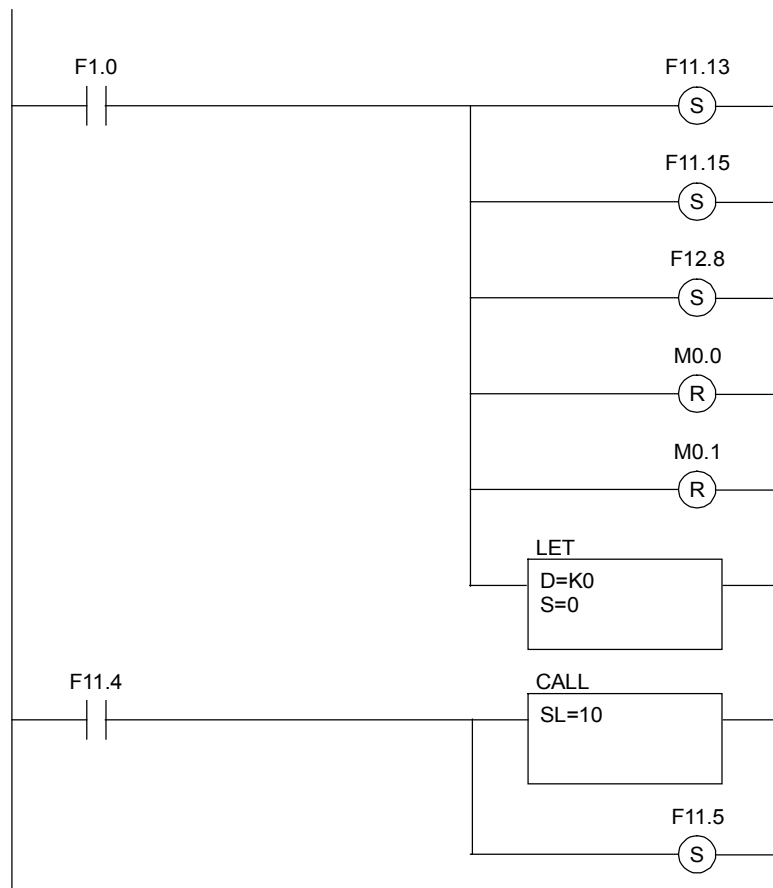 F1.0
F11.13
S
F11.15
S
F12.8
S
M0.0
R
M0.1
R
LET
D=K0
S=0
F11.4
CALL
SL=10
F11.5
S